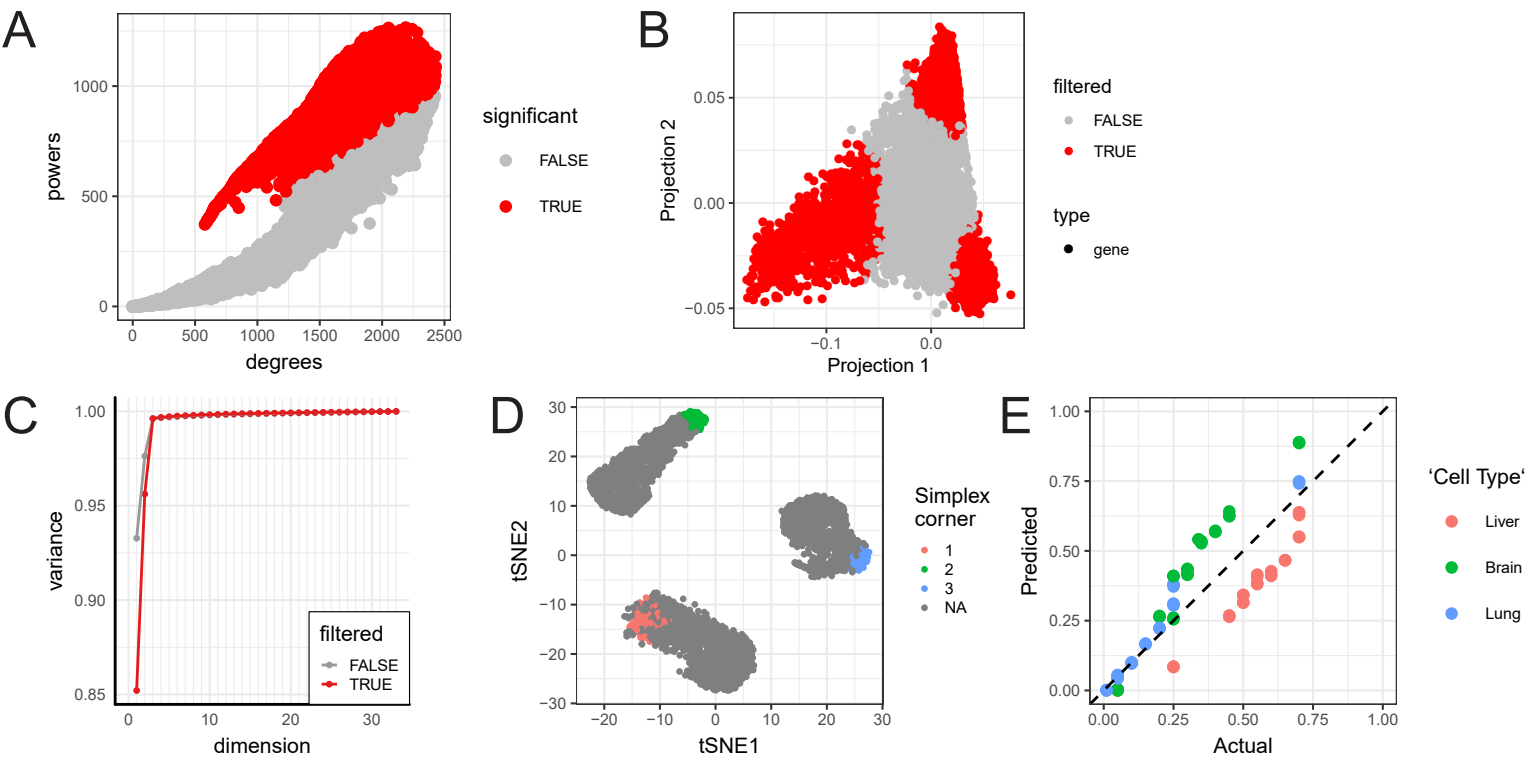 A
1000
500
0
powers
0
500
1000
1500
2000
2500
degrees
significant
FALSE
TRUE
B
0.05
0.00
−0.05
Projection 2
−0.1
0.0
Projection 1
filtered
FALSE
TRUE
type
gene
C
1.00
0.95
0.90
0.85
variance
0
10
20
30
dimension
filtered
FALSE
TRUE
D
30
20
10
0
−10
−20
−30
tSNE2
−20
−10
0
10
20
30
tSNE1
Simplex
corner
1
2
3
NA
E
1.00
0.75
0.50
0.25
0.00
Predicted
0.00
0.25
0.50
0.75
1.00
Actual
‘Cell Type‘
Liver
Brain
Lung